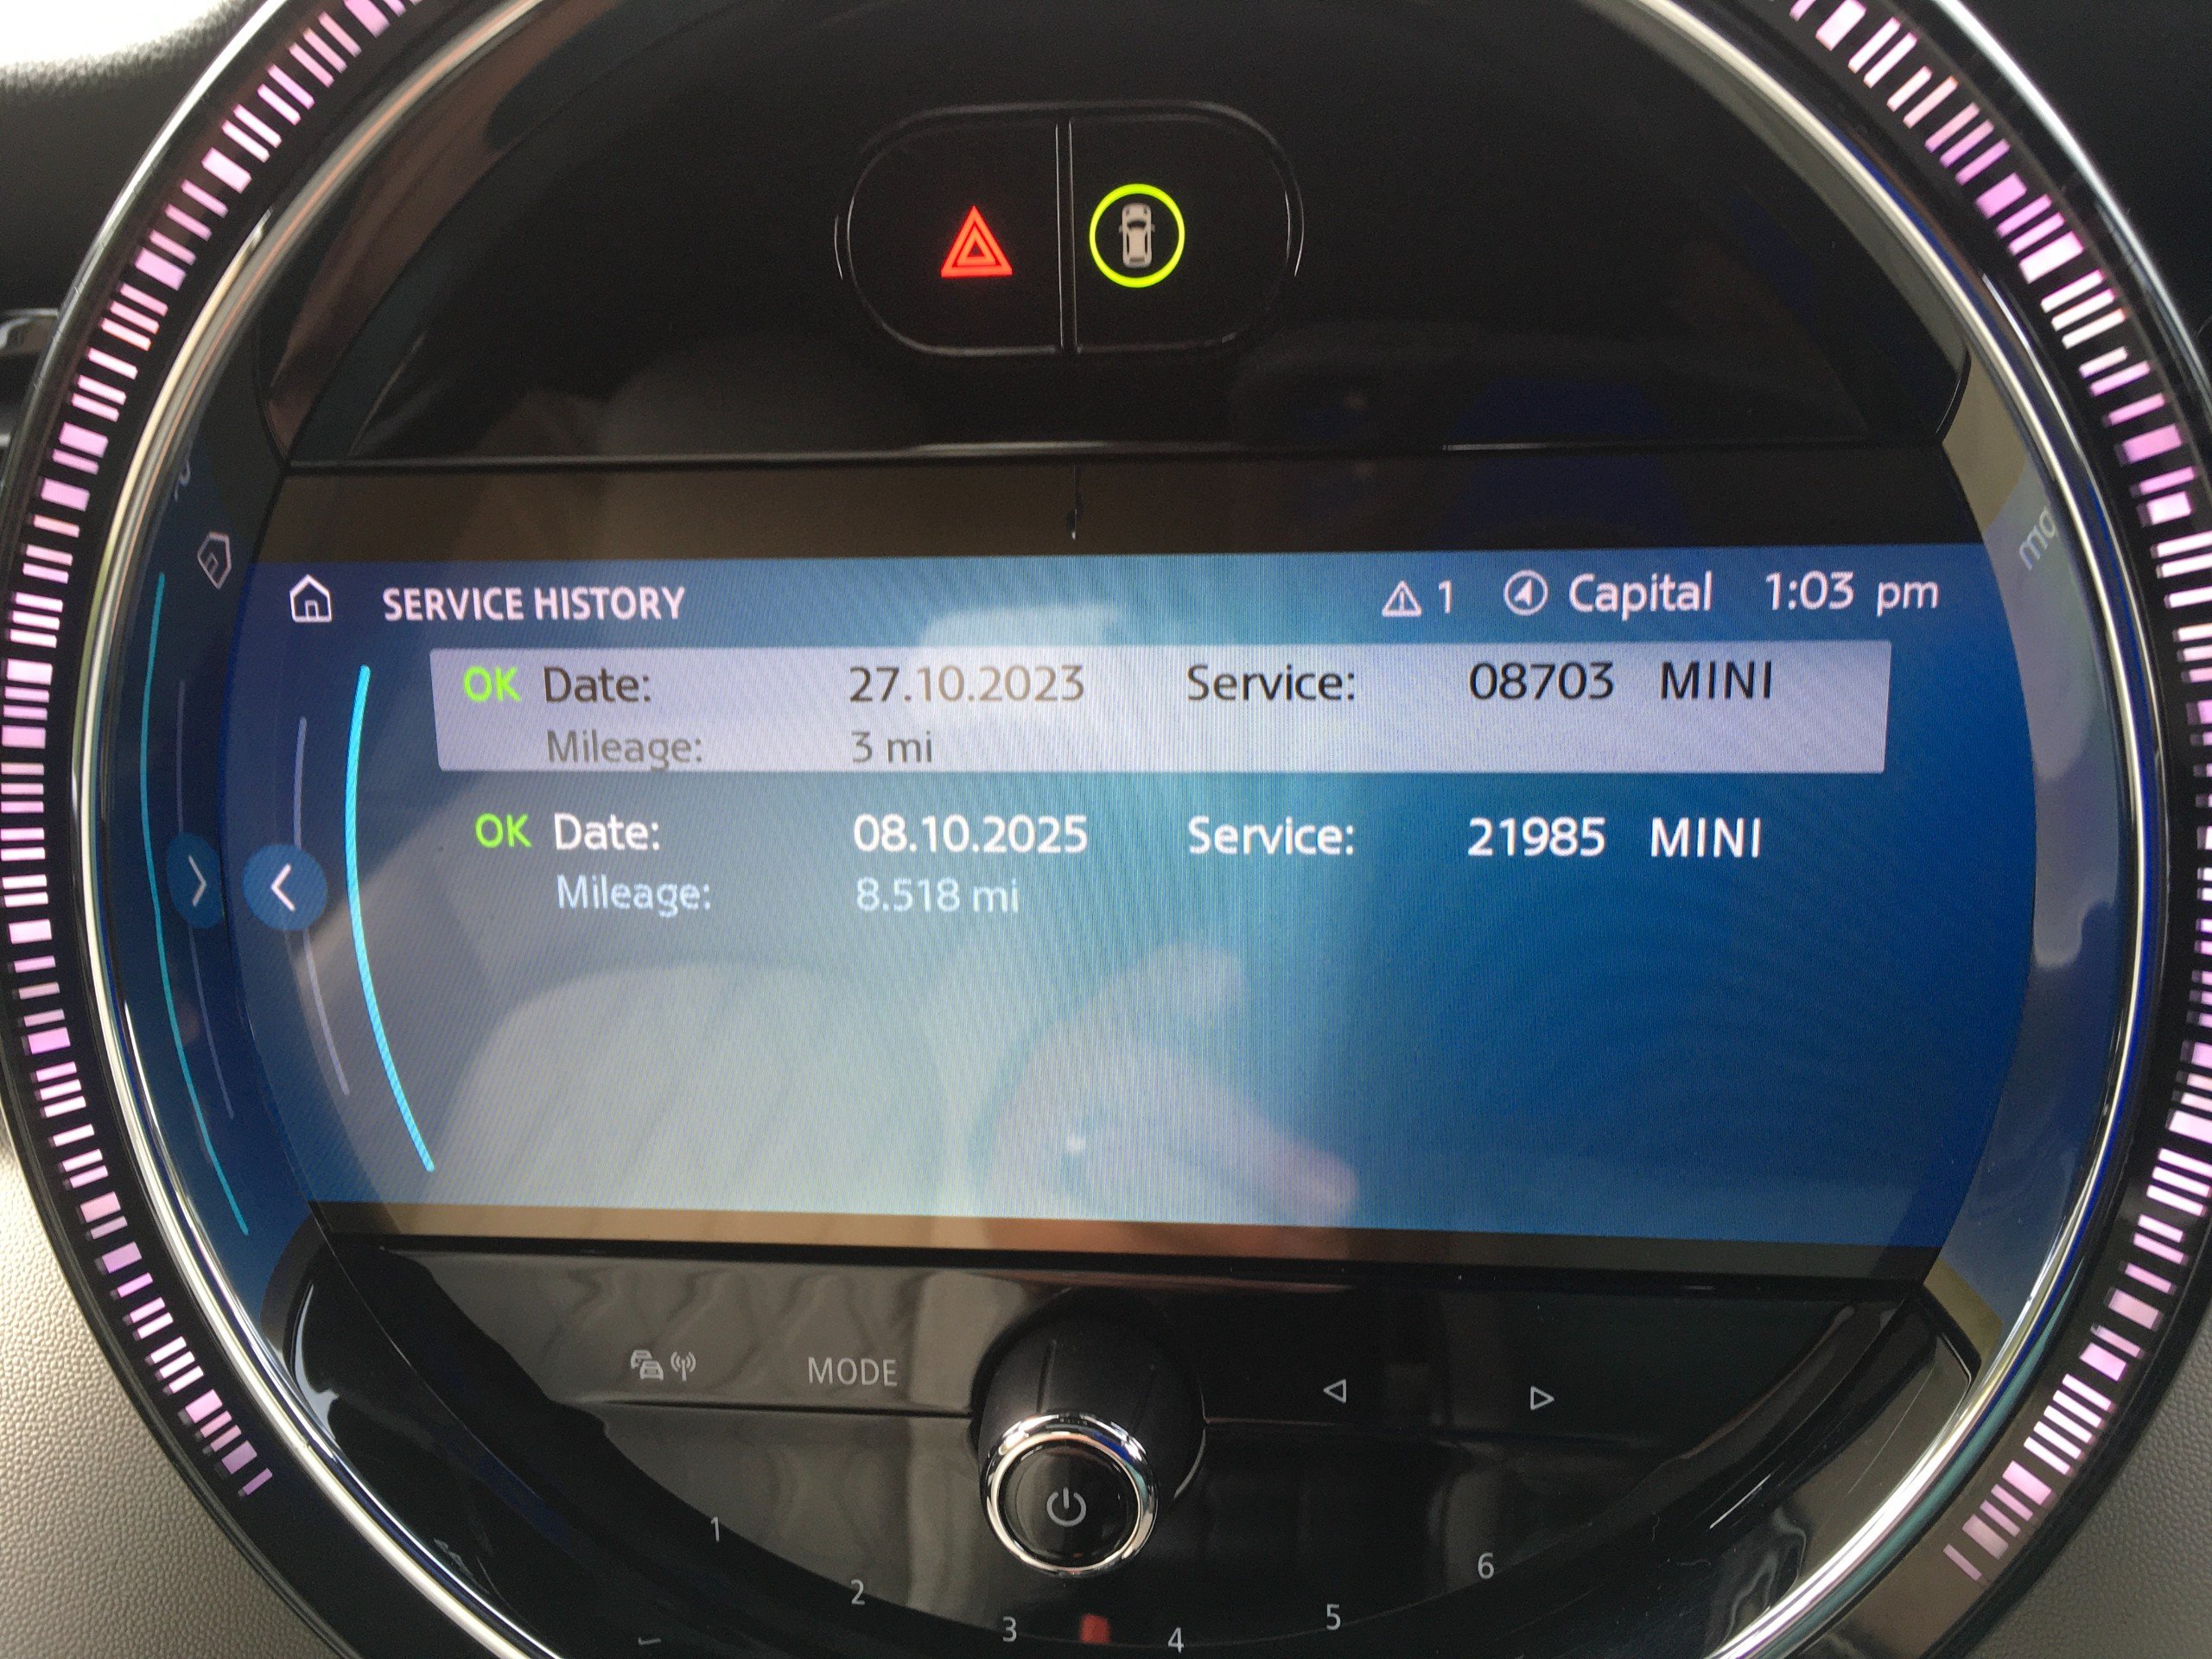 SERVICE HISTORY 1 Capital 1:03 pm
OK Date: 27.10.2023 Service: 08703 MINI
Mileage: 3 mi
OK Date: 08.10.2025 Service: 21985 MINI
Mileage: 8.518 mi
MODE
1 2 3 4 5 6